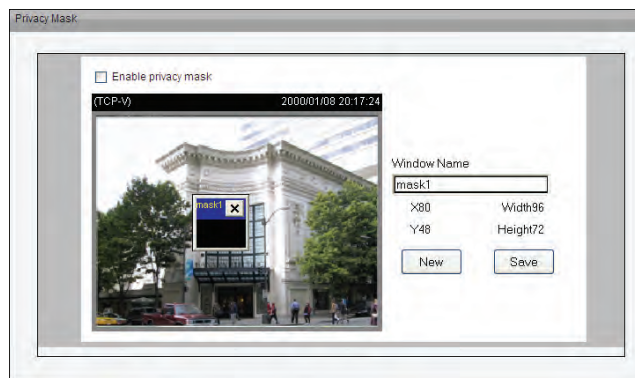 Privacy Mask
Enable privacy mask
(TCP-V) 2000/01/08 20:17:24
mask1
Window Name
mask1
X80 Width96
Y48 Height72
New Save